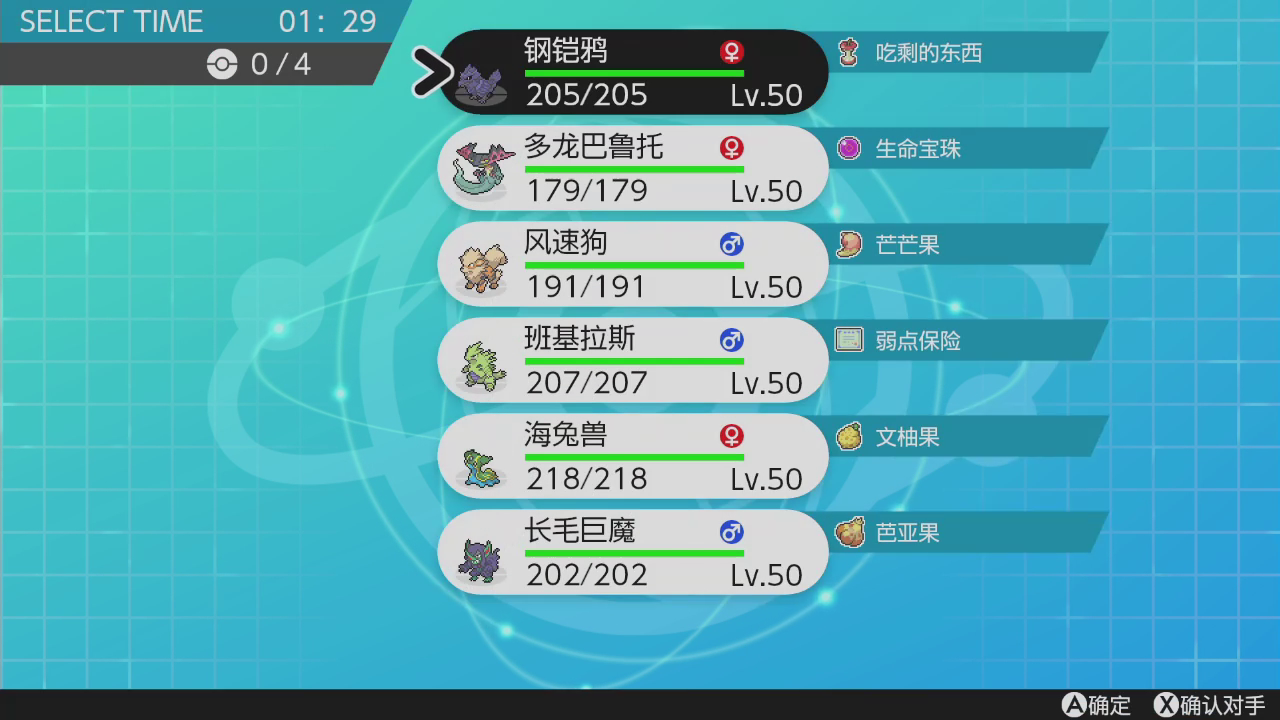 SELECT TIME 01: 29
0/4
钢铠鸦
205/205 Lv.50
吃剩的东西
多龙巴鲁托
179/179 Lv.50
生命宝珠
风速狗
191/191 Lv.50
芒芒果
班基拉斯
207/207 Lv.50
弱点保险
海兔兽
218/218 Lv.50
文柚果
长毛巨魔
202/202 Lv.50
芭亚果
A确定 X确认对手